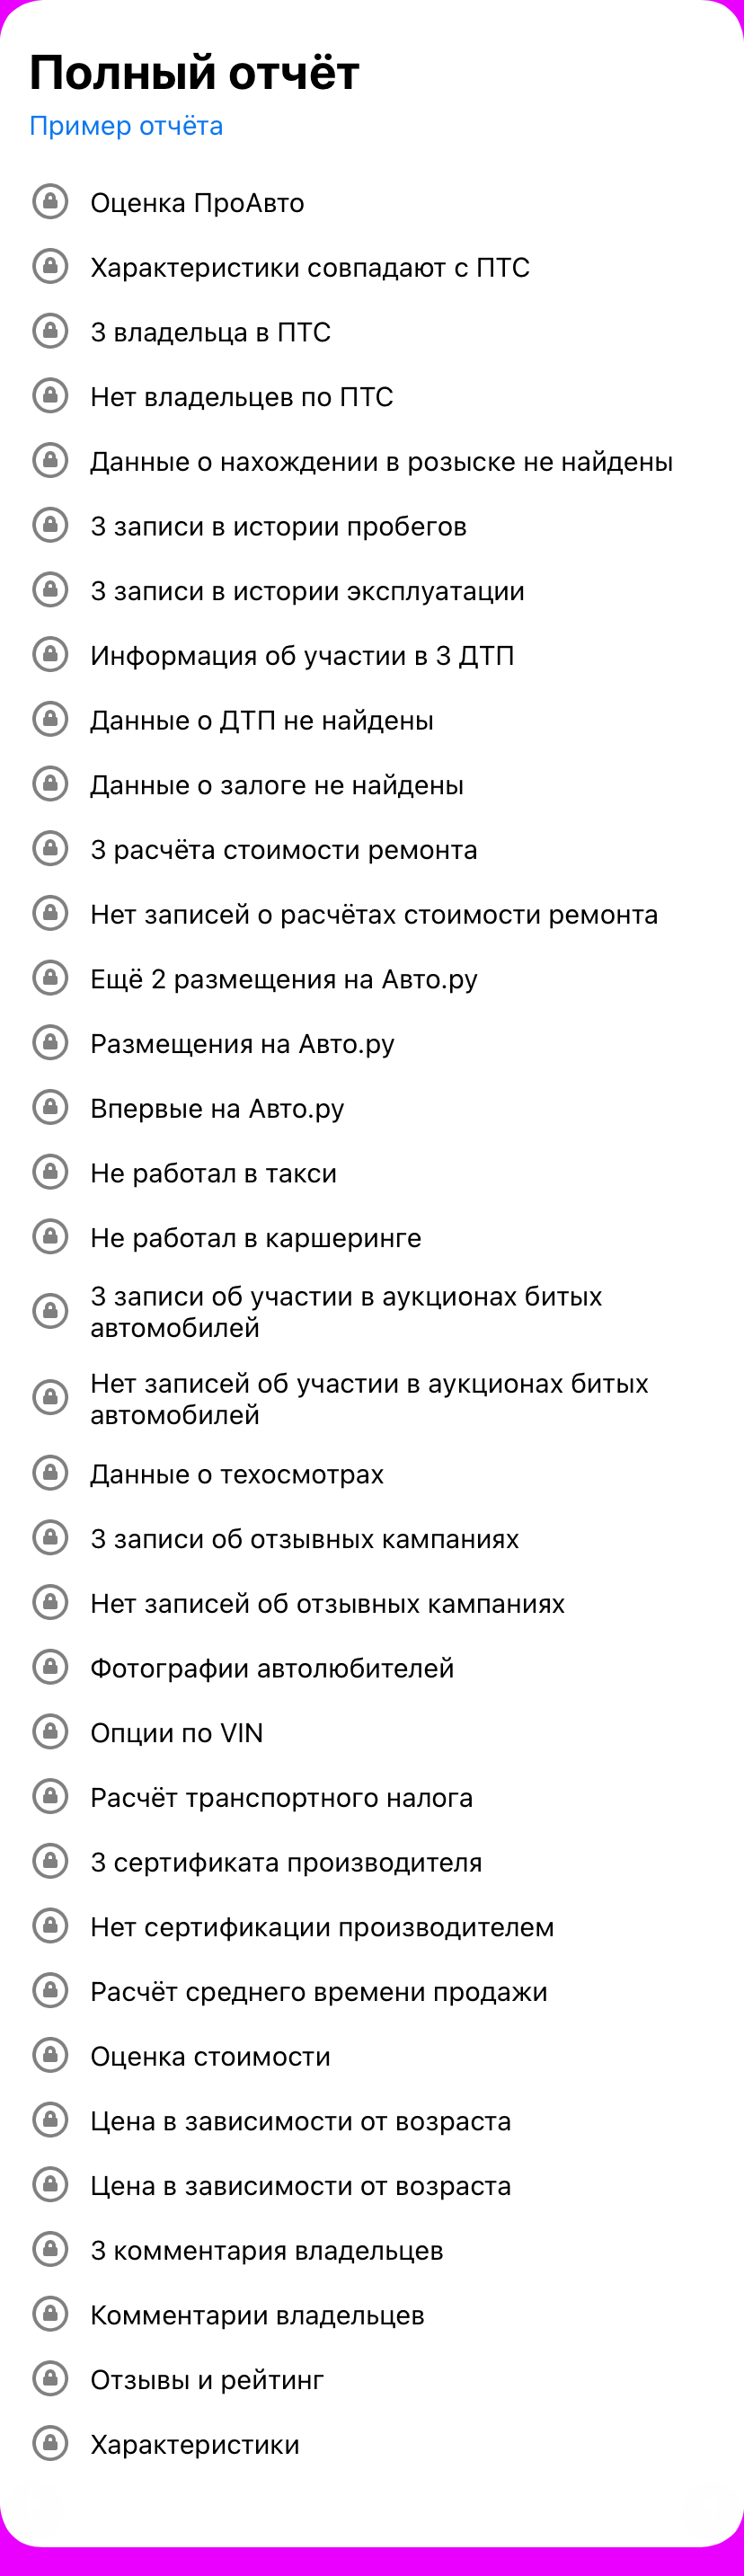 Полный отчёт
Пример отчёта
Оценка ПроАвто
Характеристики совпадают с ПТС
3 владельца в ПТС
Нет владельцев по ПТС
Данные о нахождении в розыске не найдены
3 записи в истории пробегов
3 записи в истории эксплуатации
Информация об участии в 3 ДТП
Данные о ДТП не найдены
Данные о залоге не найдены
3 расчёта стоимости ремонта
Нет записей о расчётах стоимости ремонта
Ещё 2 размещения на Авто.ру
Размещения на Авто.ру
Впервые на Авто.ру
Не работал в такси
Не работал в каршеринге
3 записи об участии в аукционах битых
автомобилей
Нет записей об участии в аукционах битых
автомобилей
Данные о техосмотрах
3 записи об отзывных кампаниях
Нет записей об отзывных кампаниях
Фотографии автолюбителей
Опции по VIN
Расчёт транспортного налога
3 сертификата производителя
Нет сертификации производителем
Расчёт среднего времени продажи
Оценка стоимости
Цена в зависимости от возраста
Цена в зависимости от возраста
3 комментария владельцев
Комментарии владельцев
Отзывы и рейтинг
Характеристики